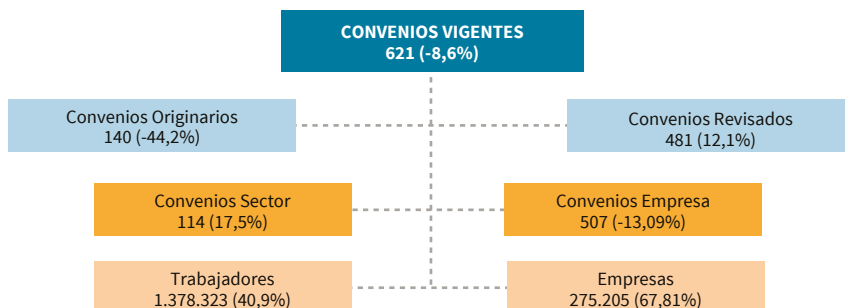 CONVENIOS VIGENTES
621 (-8,6%)
Convenios Originarios
140 (-44,2%)
Convenios Revisados
481 (12,1%)
Convenios Sector
114 (17,5%)
Convenios Empresa
507 (-13,09%)
Trabajadores
1.378.323 (40,9%)
Empresas
275.205 (67,81%)